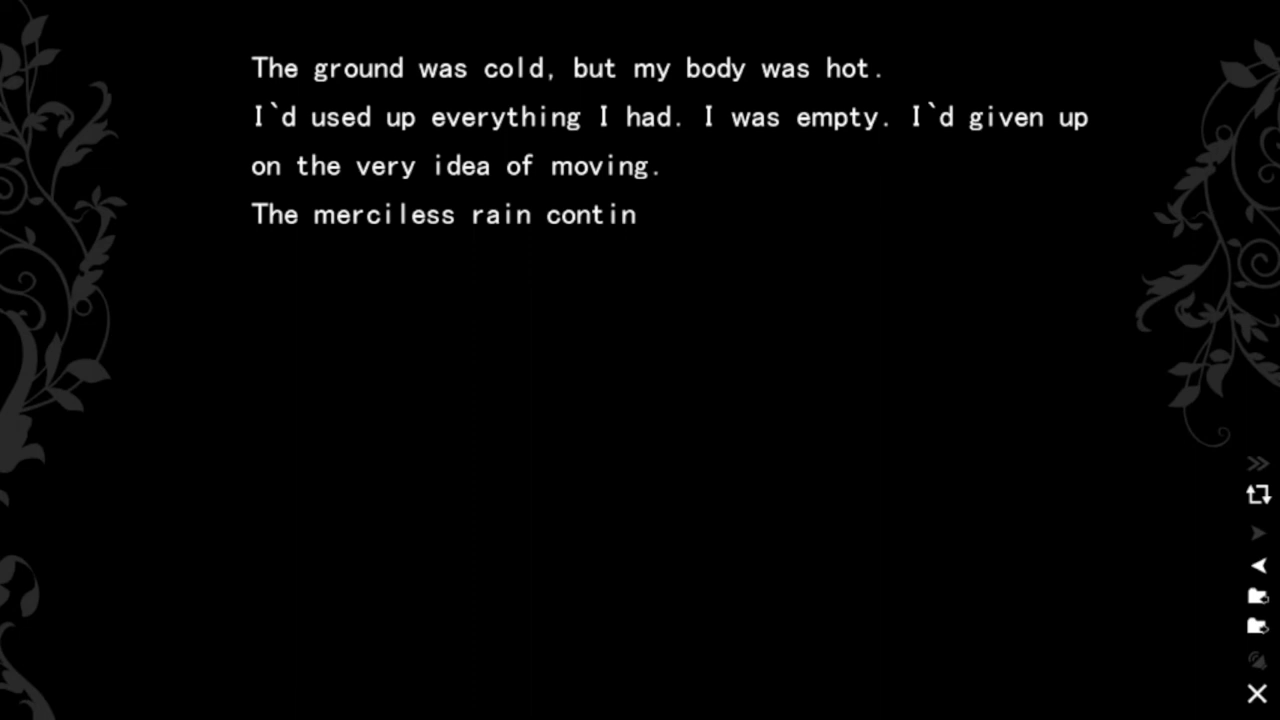 The ground was cold, but my body was hot.
I`d used up everything I had. I was empty. I`d given up
on the very idea of moving.
The merciless rain contin